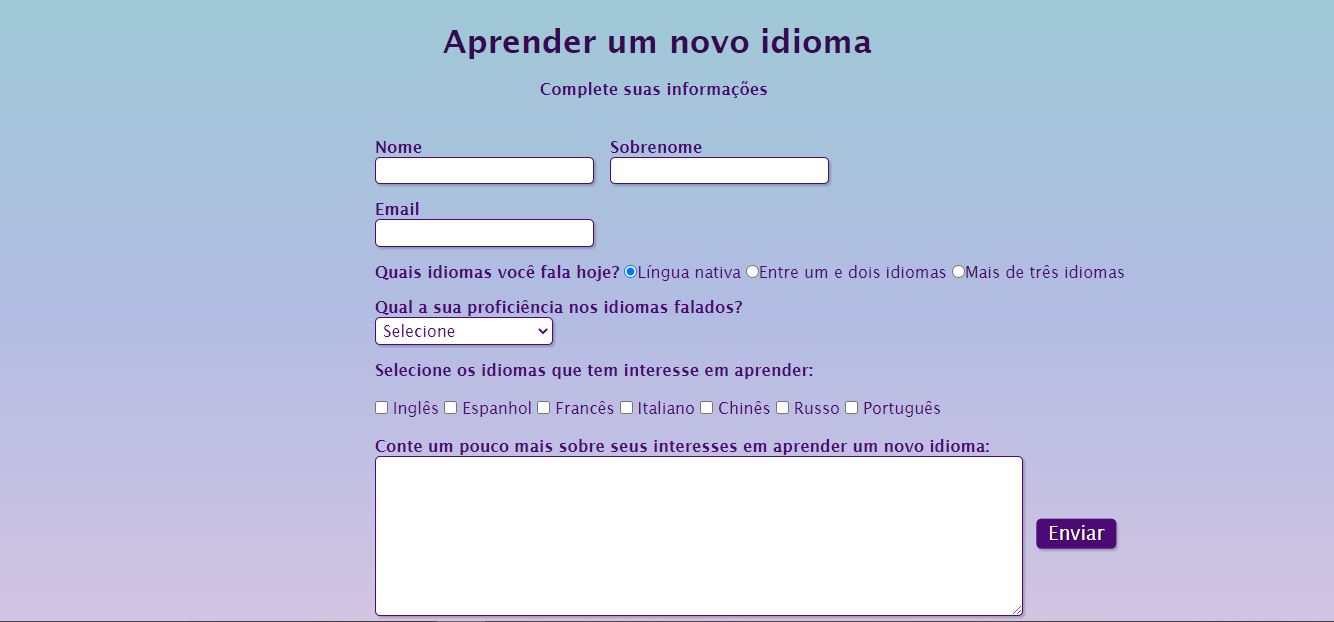 Aprender um novo idioma
Complete suas informações
Nome Sobrenome
Email
Quais idiomas você fala hoje? Língua nativa Entre um e dois idiomas Mais de três idiomas
Qual a sua proficiência nos idiomas falados?
Selecione
Selecione os idiomas que tem interesse em aprender:
Inglês Espanhol Francês Italiano Chinês Russo Português
Conte um pouco mais sobre seus interesses em aprender um novo idioma:
Enviar